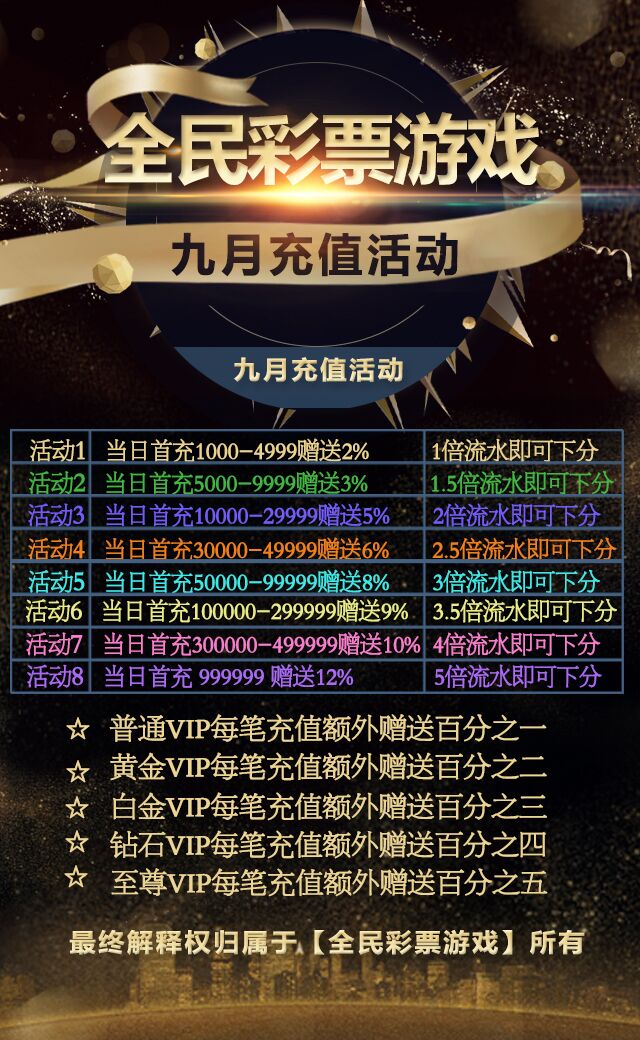 全民彩票游戏
九月充值活动
九月充值活动
活动1 当日首充1000-4999赠送2% 1倍流水即可下分
活动2 当日首充5000-9999赠送3% 1.5倍流水即可下分
活动3 当日首充10000-29999赠送5% 2倍流水即可下分
活动4 当日首充30000-49999赠送6% 2.5倍流水即可下分
活动5 当日首充50000-99999赠送8% 3倍流水即可下分
活动6 当日首充100000-299999赠送9% 3.5倍流水即可下分
活动7 当日首充300000-499999赠送10% 4倍流水即可下分
活动8 当日首充 999999 赠送12% 5倍流水即可下分
☆ 普通VIP每笔充值额外赠送百分之一
☆ 黄金VIP每笔充值额外赠送百分之二
☆ 白金VIP每笔充值额外赠送百分之三
☆ 钻石VIP每笔充值额外赠送百分之四
☆ 至尊VIP每笔充值额外赠送百分之五
最终解释权归属于【全民彩票游戏】所有